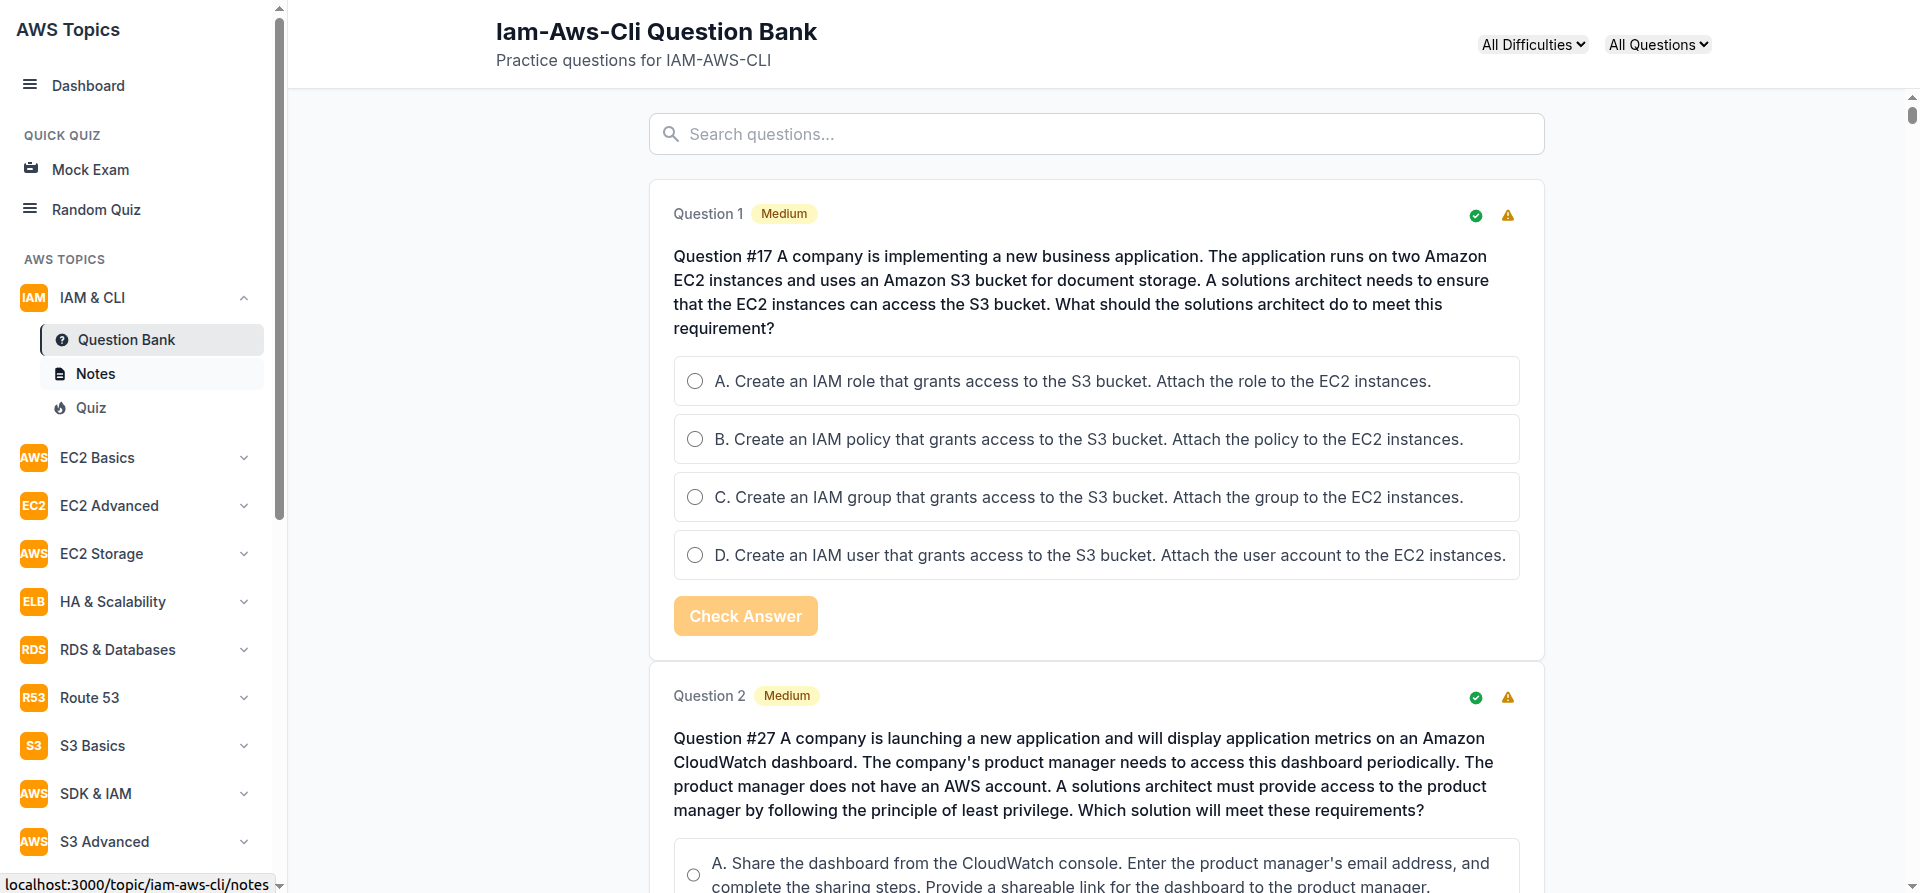 AWS Topics
Dashboard
QUICK QUIZ
Mock Exam
Random Quiz
AWS TOPICS
IAM IAM & CLI
Question Bank
Notes
Quiz
AWS EC2 Basics
EC2 EC2 Advanced
AWS EC2 Storage
ELB HA & Scalability
RDS RDS & Databases
R53 Route 53
S3 S3 Basics
AWS SDK & IAM
AWS S3 Advanced
localhost:3000/topic/iam-aws-cli/notes
Iam-Aws-Cli Question Bank
Practice questions for IAM-AWS-CLI
All Difficulties
All Questions
Search questions...
Question 1 Medium
Question #17 A company is implementing a new business application. The application runs on two Amazon
EC2 instances and uses an Amazon S3 bucket for document storage. A solutions architect needs to ensure
that the EC2 instances can access the S3 bucket. What should the solutions architect do to meet this
requirement?
A. Create an IAM role that grants access to the S3 bucket. Attach the role to the EC2 instances.
B. Create an IAM policy that grants access to the S3 bucket. Attach the policy to the EC2 instances.
C. Create an IAM group that grants access to the S3 bucket. Attach the group to the EC2 instances.
D. Create an IAM user that grants access to the S3 bucket. Attach the user account to the EC2 instances.
Check Answer
Question 2 Medium
Question #27 A company is launching a new application and will display application metrics on an Amazon
CloudWatch dashboard. The company's product manager needs to access this dashboard periodically. The
product manager does not have an AWS account. A solutions architect must provide access to the product
manager by following the principle of least privilege. Which solution will meet these requirements?
A. Share the dashboard from the CloudWatch console. Enter the product manager's email address, and
complete the sharing steps. Provide a shareable link for the dashboard to the product manager.